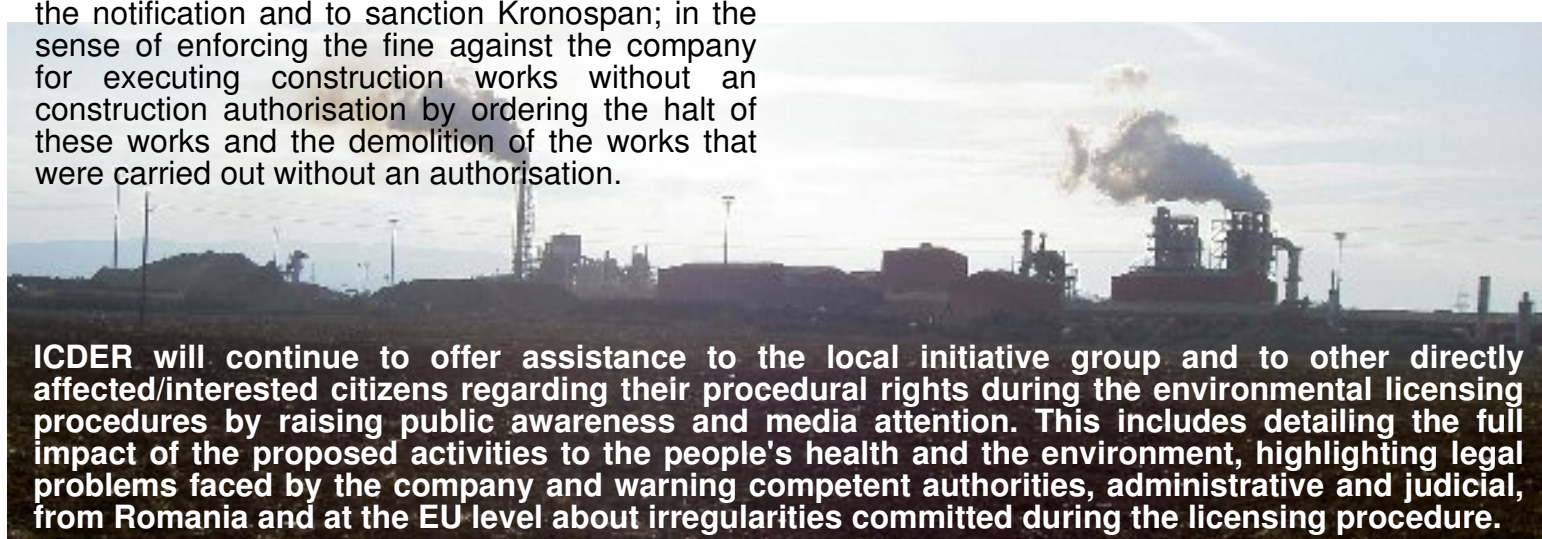 the notification and to sanction Kronospan; in the
sense of enforcing the fine against the company
for executing construction works without an
construction authorisation by ordering the halt of
these works and the demolition of the works that
were carried out without an authorisation.
ICDER will continue to offer assistance to the local initiative group and to other directly
affected/interested citizens regarding their procedural rights during the environmental licensing
procedures by raising public awareness and media attention. This includes detailing the full
impact of the proposed activities to the people's health and the environment, highlighting legal
problems faced by the company and warning competent authorities, administrative and judicial,
from Romania and at the EU level about irregularities committed during the licensing procedure.